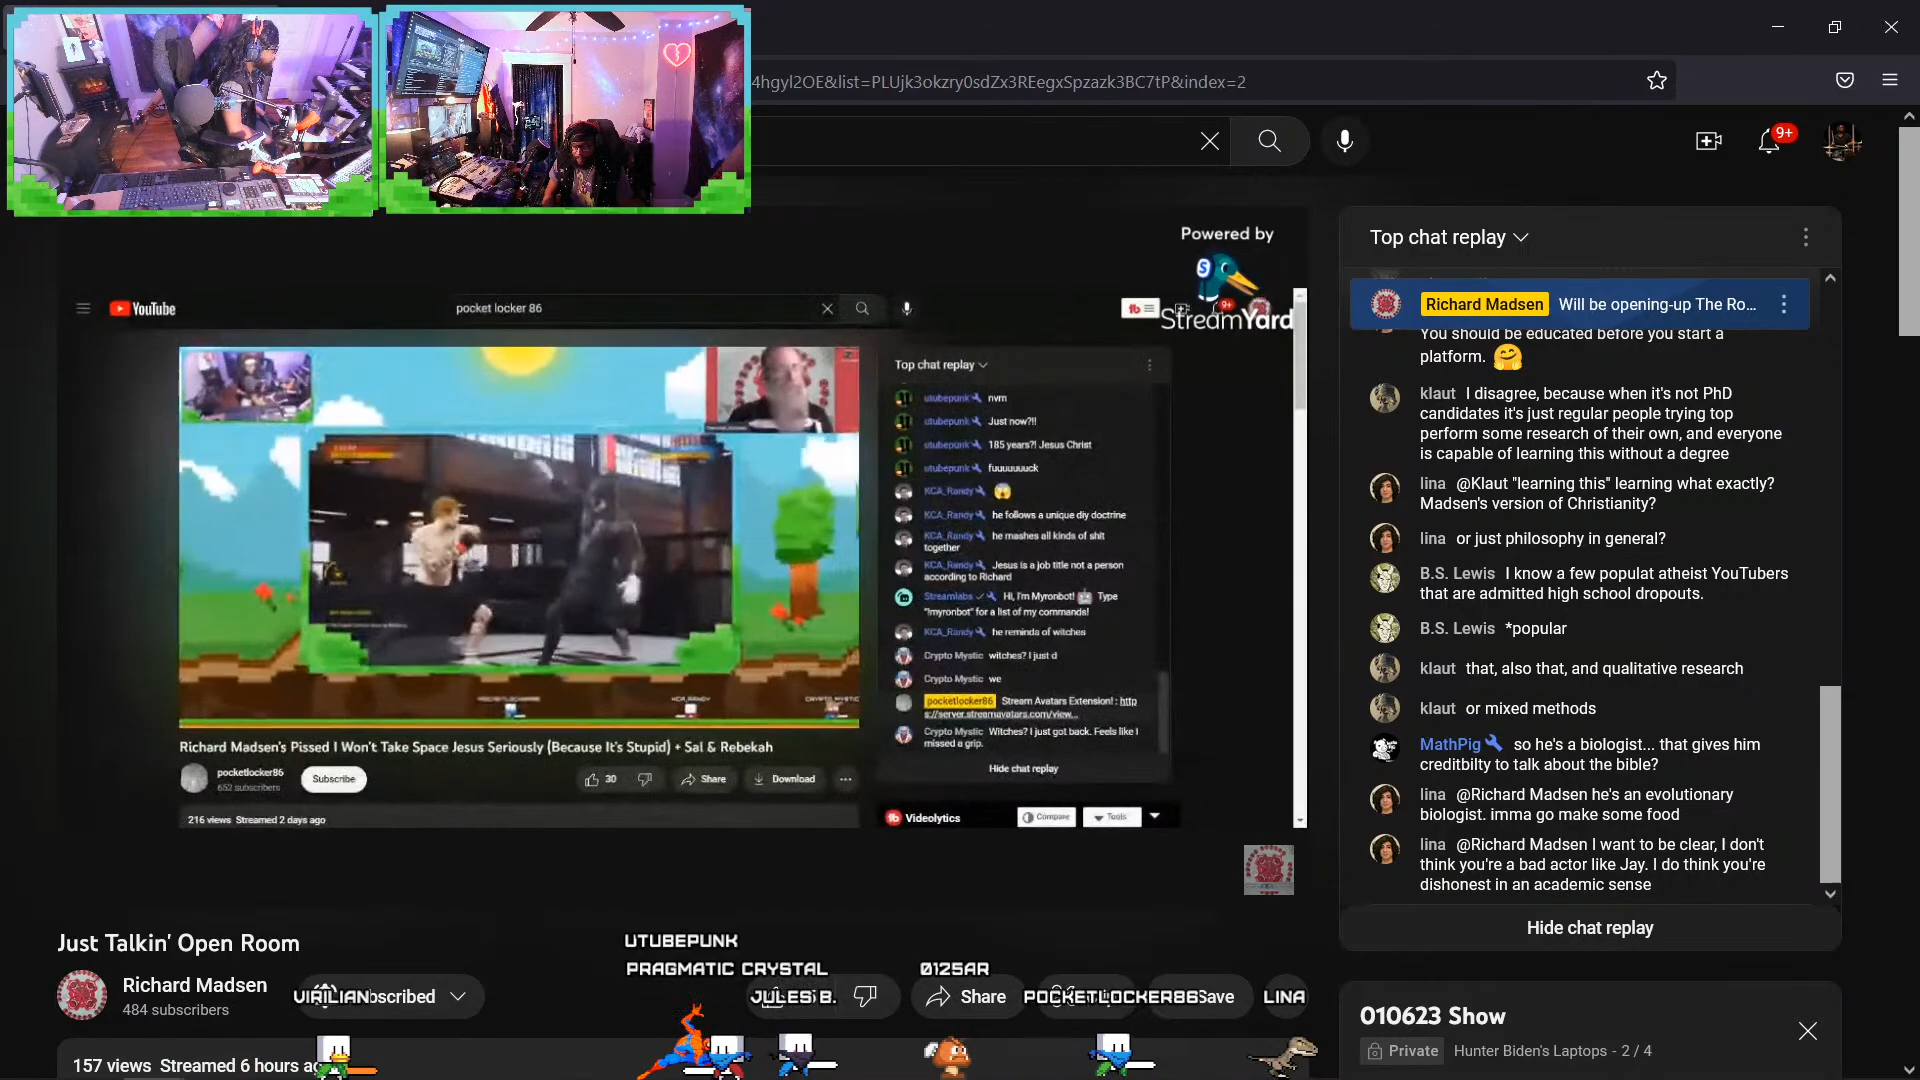 4hgyl2OE&list=PLUjk3okzry0sdZx3REegxSpzazk3BC7tP&index=2
9+
Powered by
S
StreamYard
YouTube
pocket locker 86
9+
Top chat replay
utubepunk nvm
utubepunk Just now?!!
utubepunk 185 years?! Jesus Christ
utubepunk fuuuuuuuck
KCA_Randy
KCA_Randy he follows a unique diy doctrine
KCA_Randy he mashes all kinds of shit
together
KCA_Randy Jesus is a job title not a person
according to Richard
Streamlabs Hi, I'm Myronbot! Type
"!myronbot" for a list of my commands!
KCA_Randy he reminds of witches
Crypto Mystic witches? I just d
Crypto Mystic we
pocketlocker86 Stream Avatars Extension! : http
s://server.streamavatars.com/view...
Crypto Mystic Witches? I just got back. Feels like I
missed a grip.
Hide chat replay
KCA_RANDY
CRYPTO MYSTIC
Richard Madsen's Pissed I Won't Take Space Jesus Seriously (Because It's Stupid) + Sal & Rebekah
pocketlocker86
652 subscribers
Subscribe
30
Share
Download
216 views Streamed 2 days ago
Videolytics
Compare
Tools
Top chat replay
Richard Madsen Will be opening-up The Ro...
You should be educated before you start a
platform.
klaut I disagree, because when it's not PhD
candidates it's just regular people trying top
perform some research of their own, and everyone
is capable of learning this without a degree
lina @Klaut "learning this" learning what exactly?
Madsen's version of Christianity?
lina or just philosophy in general?
B.S. Lewis I know a few populat atheist YouTubers
that are admitted high school dropouts.
B.S. Lewis *popular
klaut that, also that, and qualitative research
klaut or mixed methods
MathPig so he's a biologist... that gives him
creditbilty to talk about the bible?
lina @Richard Madsen he's an evolutionary
biologist. imma go make some food
lina @Richard Madsen I want to be clear, I don't
think you're a bad actor like Jay. I do think you're
dishonest in an academic sense
Hide chat replay
Just Talkin' Open Room
Richard Madsen
484 subscribers
VIRILIAN
bscribed
UTUBEPUNK
PRAGMATIC CRYSTAL
JULES B.
0125AR
Share
POCKETLOCKER86
Save
LINA
157 views Streamed 6 hours ag
010623 Show
Private
Hunter Biden's Laptops - 2 / 4